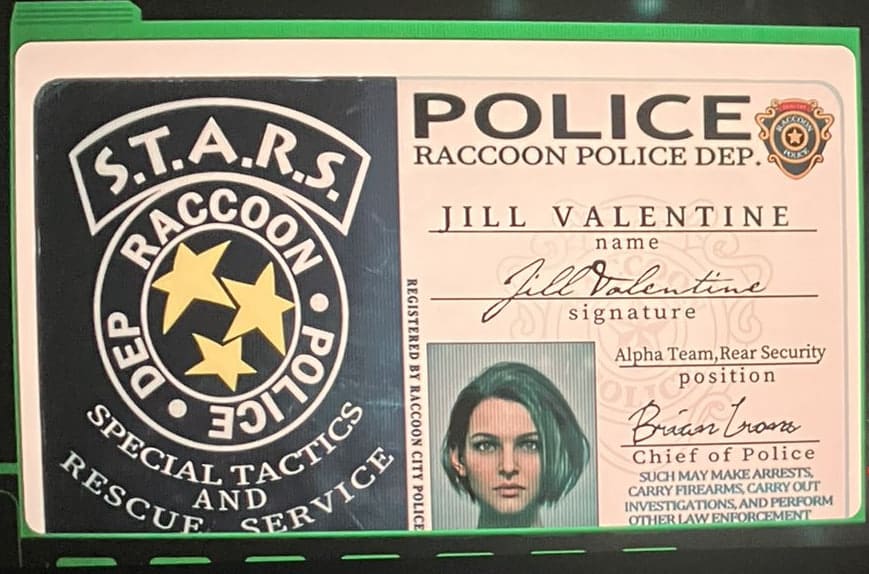 S.T.A.R.S.
RACCOON • POLICE • DEP
SPECIAL TACTICS
AND
RESCUE SERVICE
POLICE
RACCOON POLICE DEP.
RACCOON
POLICE
JILL VALENTINE
name
Jill Valentine
signature
REGISTERED BY RACCOON CITY POLICE
Alpha Team,Rear Security
position
Brian Irons
Chief of Police
SUCH MAY MAKE ARRESTS,
CARRY FIREARMS, CARRY OUT
INVESTIGATIONS, AND PERFORM
OTHER LAW ENFORCEMENT